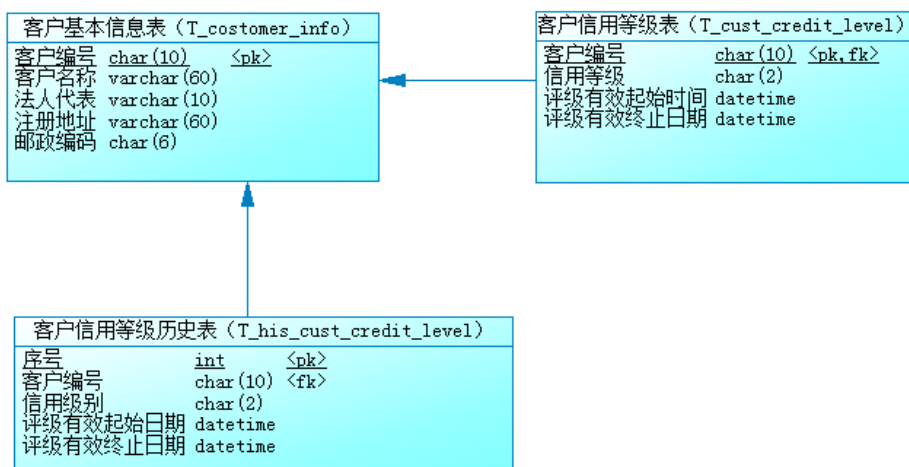 客户基本信息表（T_costomer_info）
客户编号 char(10) <pk>
客户名称 varchar(60)
法人代表 varchar(10)
注册地址 varchar(60)
邮政编码 char(6)
客户信用等级表（T_cust_credit_level）
客户编号 char(10) <pk,fk>
信用等级 char(2)
评级有效起始时间 datetime
评级有效终止日期 datetime
客户信用等级历史表（T_his_cust_credit_level）
序号 int <pk>
客户编号 char(10) <fk>
信用级别 char(2)
评级有效起始日期 datetime
评级有效终止日期 datetime